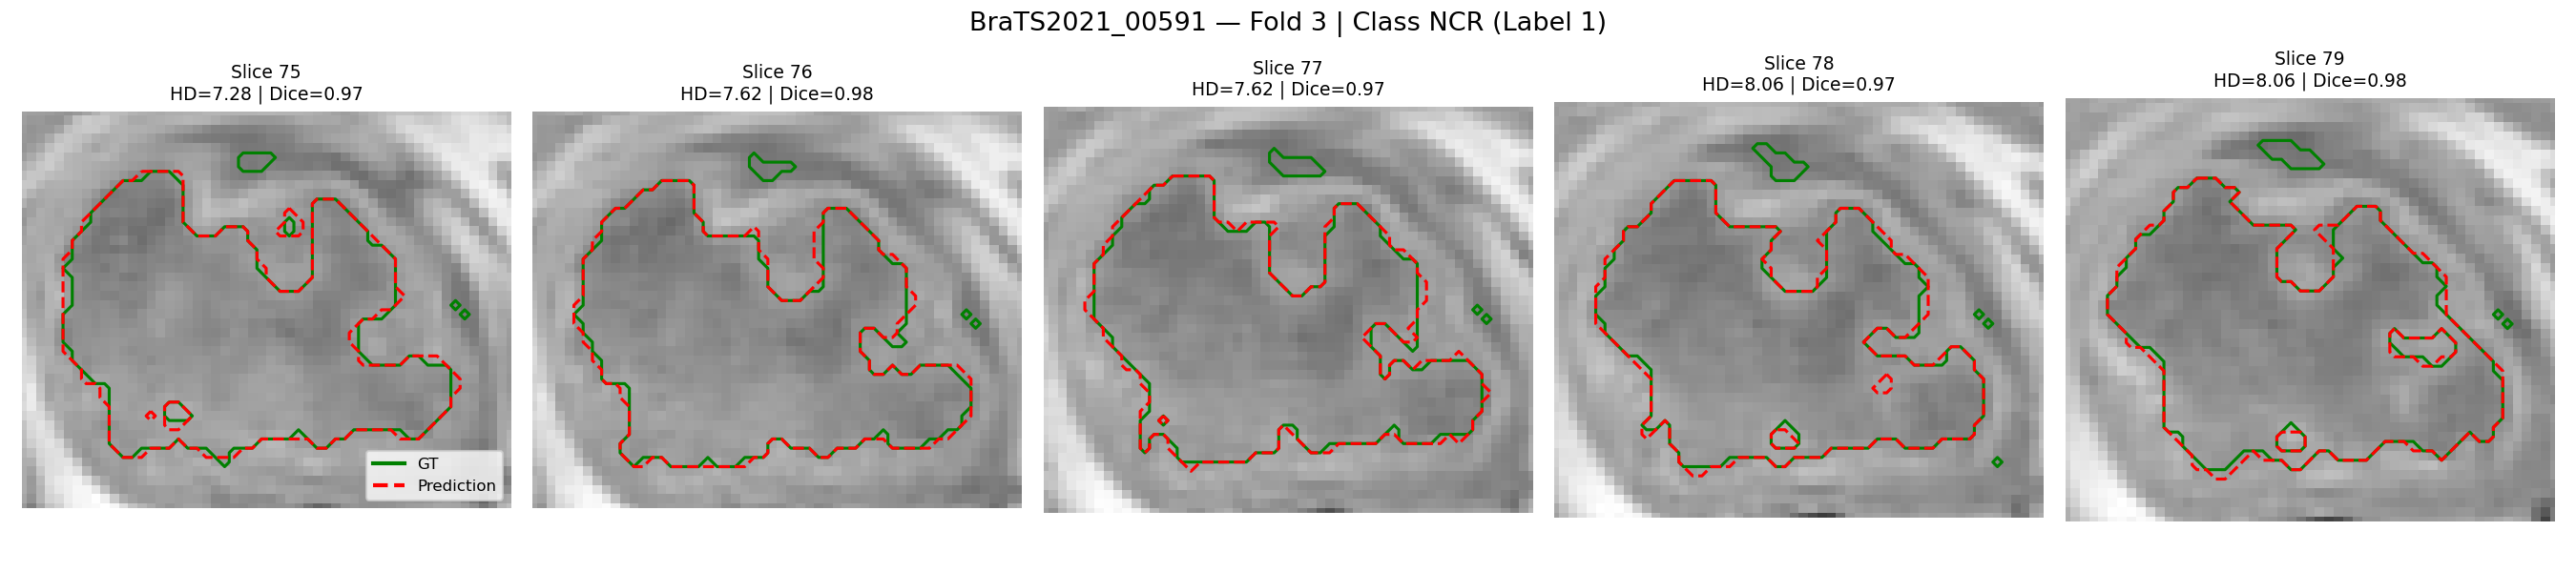 BraTS2021_00591 — Fold 3 | Class NCR (Label 1)
Slice 75
HD=7.28 | Dice=0.97
Slice 76
HD=7.62 | Dice=0.98
Slice 77
HD=7.62 | Dice=0.97
Slice 78
HD=8.06 | Dice=0.97
Slice 79
HD=8.06 | Dice=0.98
GT
Prediction